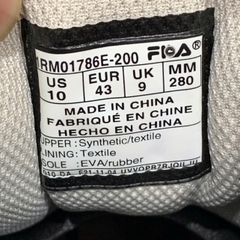 1RM01786E-200 FILA
US EUR UK MM
10 43 9 280
MADE IN CHINA
FABRIQUÉ EN CHINE
HECHO EN CHINA
UPPER: Synthetic/textile
LINING: Textile
SOLE: EVA/rubber